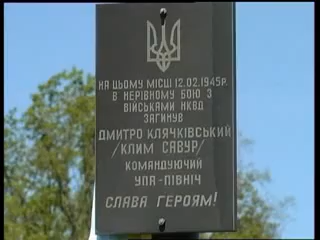 НА ЦЬОМУ МІСЦІ 12.02.1945р.
В НЕРІВНОМУ БОЮ З
ВІЙСЬКАМИ НКВД
ЗАГИНУВ
ДМИТРО КЛЯЧКІВСЬКИЙ
/КЛИМ САВУР/
КОМАНДУЮЧИЙ
УПА-ПІВНІЧ
СЛАВА ГЕРОЯМ!